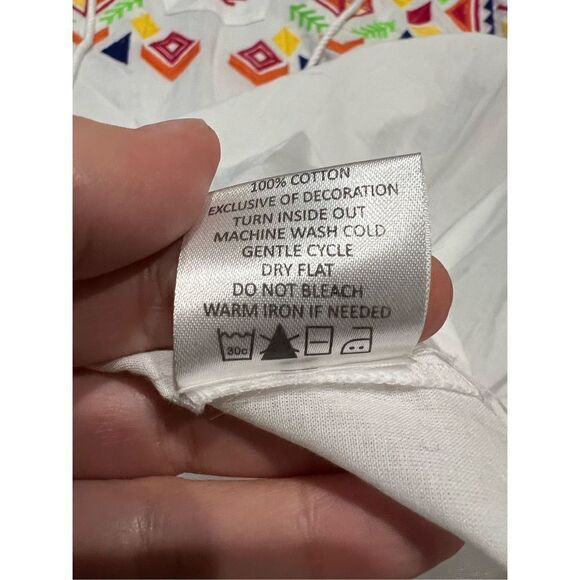 100% COTTON
EXCLUSIVE OF DECORATION
TURN INSIDE OUT
MACHINE WASH COLD
GENTLE CYCLE
DRY FLAT
DO NOT BLEACH
WARM IRON IF NEEDED
30c